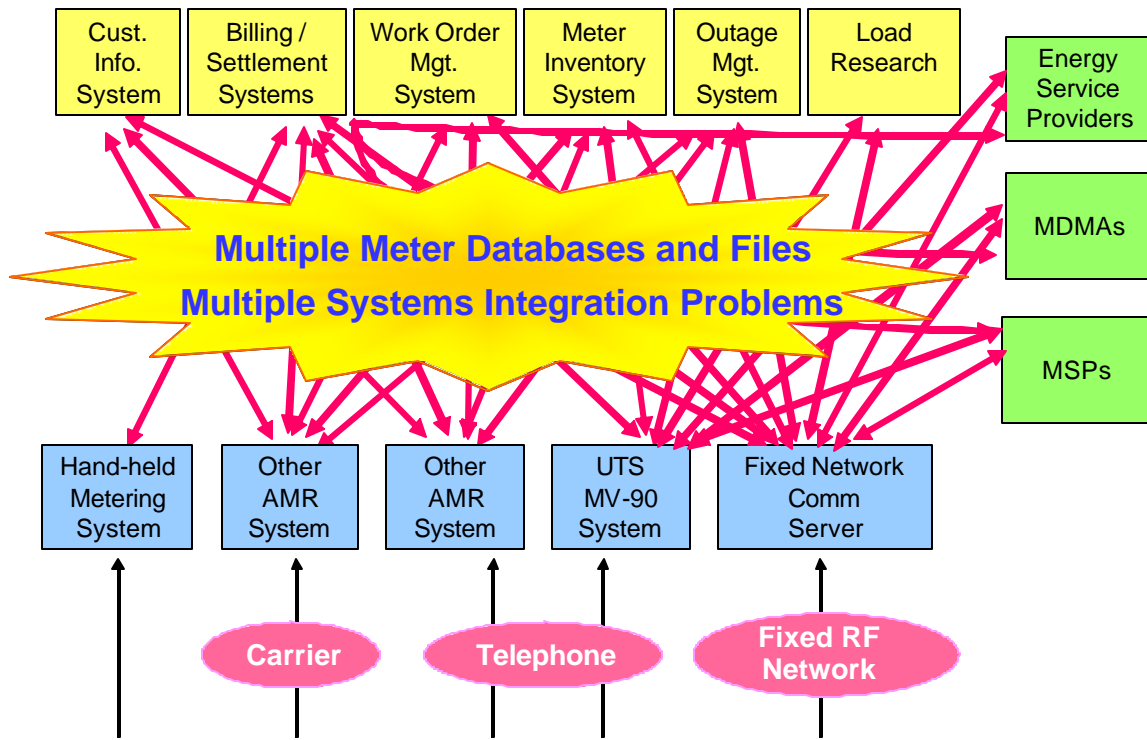 Cust.
Info.
System
Billing /
Settlement
Systems
Work Order
Mgt.
System
Meter
Inventory
System
Outage
Mgt.
System
Load
Research
Energy
Service
Providers
MDMAs
MSPs
Multiple Meter Databases and Files
Multiple Systems Integration Problems
Hand-held
Metering
System
Other
AMR
System
Other
AMR
System
UTS
MV-90
System
Fixed Network
Comm
Server
Carrier
Telephone
Fixed RF
Network